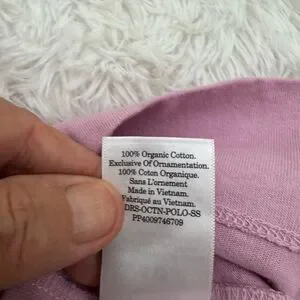 100% Organic Cotton.
Exclusive Of Ornamentation.
100% Coton Organique.
Sans L'ornement
Made in Vietnam.
Fabriqué au Vietnam.
DRS-OCTN-POLO-SS
PP4009746709